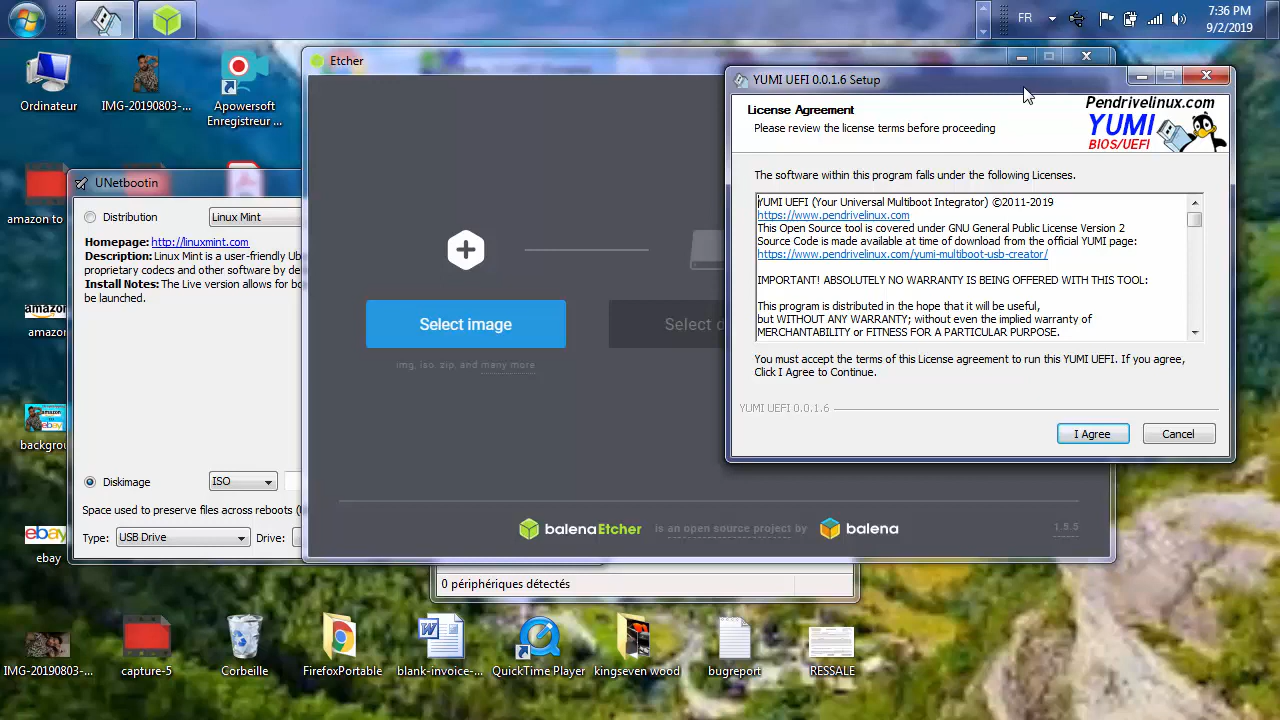 FR
7:36 PM
9/2/2019
Ordinateur
IMG-20190803-...
Apowersoft
Enregistreur ...
amazon to
amazon
amazon
amazon
ebay
backgrou
ebay
ebay
UNetbootin
Distribution
Linux Mint
Homepage: http://linuxmint.com
Description: Linux Mint is a user-friendly Ub
proprietary codecs and other software by de
Install Notes: The Live version allows for bo
be launched.
Diskimage
ISO
Space used to preserve files across reboots (U
Type:
USB Drive
Drive:
Etcher
Select image
img, iso, zip, and many more
Select d
balenaEtcher
is an open source project by
balena
1.5.5
0 périphériques détectés
YUMI UEFI 0.0.1.6 Setup
License Agreement
Please review the license terms before proceeding
Pendrivelinux.com
YUMI
BIOS/UEFI
The software within this program falls under the following Licenses.
YUMI UEFI (Your Universal Multiboot Integrator) ©2011-2019
https://www.pendrivelinux.com
This Open Source tool is covered under GNU General Public License Version 2
Source Code is made available at time of download from the official YUMI page:
https://www.pendrivelinux.com/yumi-multiboot-usb-creator/
IMPORTANT! ABSOLUTELY NO WARRANTY IS BEING OFFERED WITH THIS TOOL:
This program is distributed in the hope that it will be useful,
but WITHOUT ANY WARRANTY; without even the implied warranty of
MERCHANTABILITY or FITNESS FOR A PARTICULAR PURPOSE.
You must accept the terms of this License agreement to run this YUMI UEFI. If you agree,
Click I Agree to Continue.
YUMI UEFI 0.0.1.6
I Agree
Cancel
IMG-20190803-...
capture-5
Corbeille
FirefoxPortable
blank-invoice-...
QuickTime Player
kingseven wood
bugreport
RESSALE